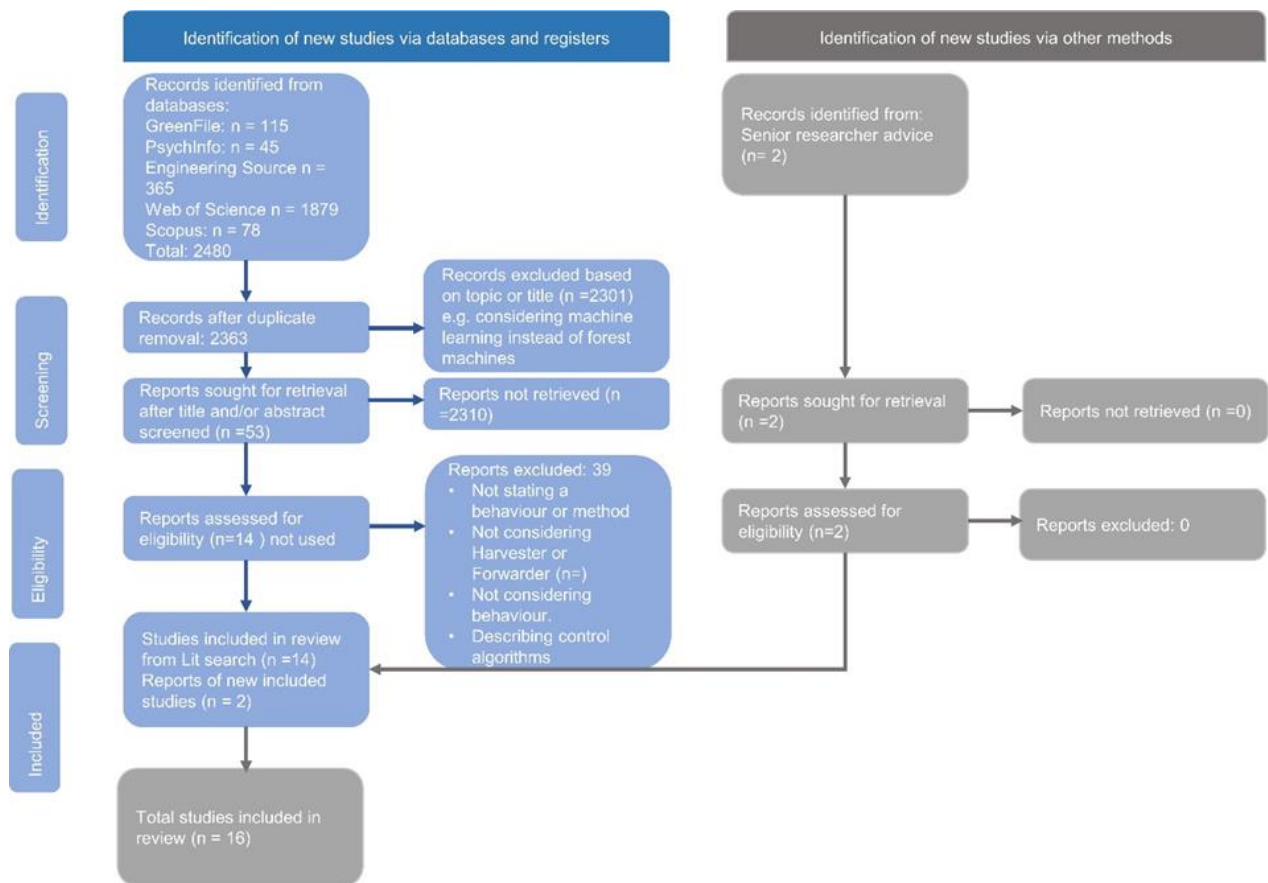 Identification of new studies via databases and registers
Identification of new studies via other methods
Identification
Records identified from
databases:
GreenFile: n = 115
PsychInfo: n = 45
Engineering Source n =
365
Web of Science n = 1879
Scopus: n = 78
Total: 2480
Records identified from:
Senior researcher advice
(n= 2)
Screening
Records after duplicate
removal: 2363
Records excluded based
on topic or title (n =2301)
e.g. considering machine
learning instead of forest
machines
Reports sought for retrieval
after title and/or abstract
screened (n =53)
Reports not retrieved (n
=2310)
Reports sought for retrieval
(n =2)
Reports not retrieved (n =0)
Eligibility
Reports assessed for
eligibility (n=14 ) not used
Reports excluded: 39
• Not stating a
behaviour or method
• Not considering
Harvester or
Forwarder (n=)
• Not considering
behaviour.
• Describing control
algorithms
Reports assessed for
eligibility (n=2)
Reports excluded: 0
Included
Studies included in review
from Lit search (n =14)
Reports of new included
studies (n = 2)
Total studies included in
review (n = 16)